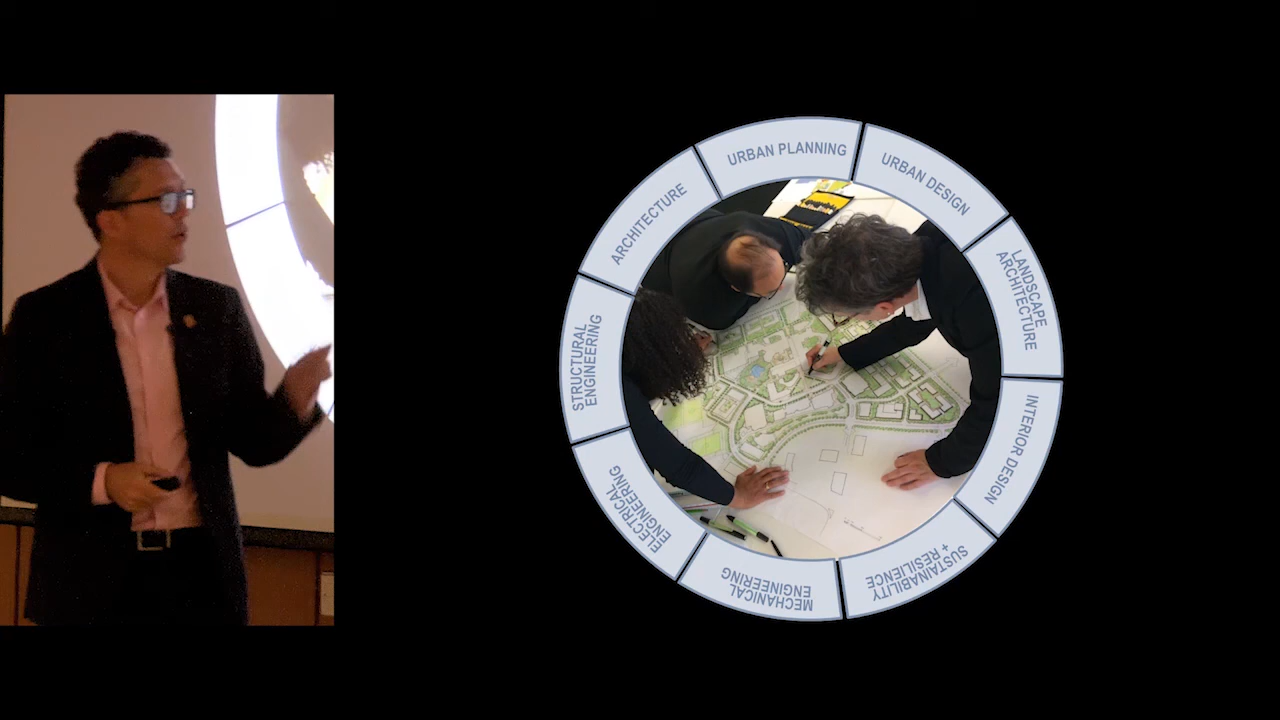 URBAN PLANNING
URBAN DESIGN
LANDSCAPE
ARCHITECTURE
INTERIOR DESIGN
SUSTAINABILITY
+ RESILIENCE
MECHANICAL
ENGINEERING
ELECTRICAL
ENGINEERING
STRUCTURAL
ENGINEERING
ARCHITECTURE